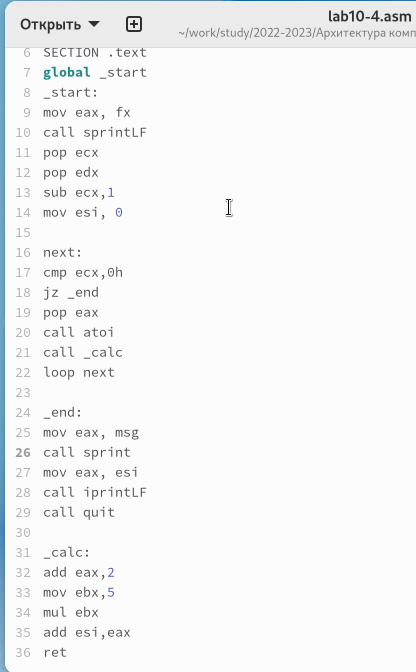 Открыть
lab10-4.asm
~/work/study/2022-2023/Архитектура комп
6 SECTION .text
7 global _start
8 _start:
9 mov eax, fx
10 call sprintLF
11 pop ecx
12 pop edx
13 sub ecx,1
14 mov esi, 0
15
16 next:
17 cmp ecx,0h
18 jz _end
19 pop eax
20 call atoi
21 call _calc
22 loop next
23
24 _end:
25 mov eax, msg
26 call sprint
27 mov eax, esi
28 call iprintLF
29 call quit
30
31 _calc:
32 add eax,2
33 mov ebx,5
34 mul ebx
35 add esi,eax
36 ret